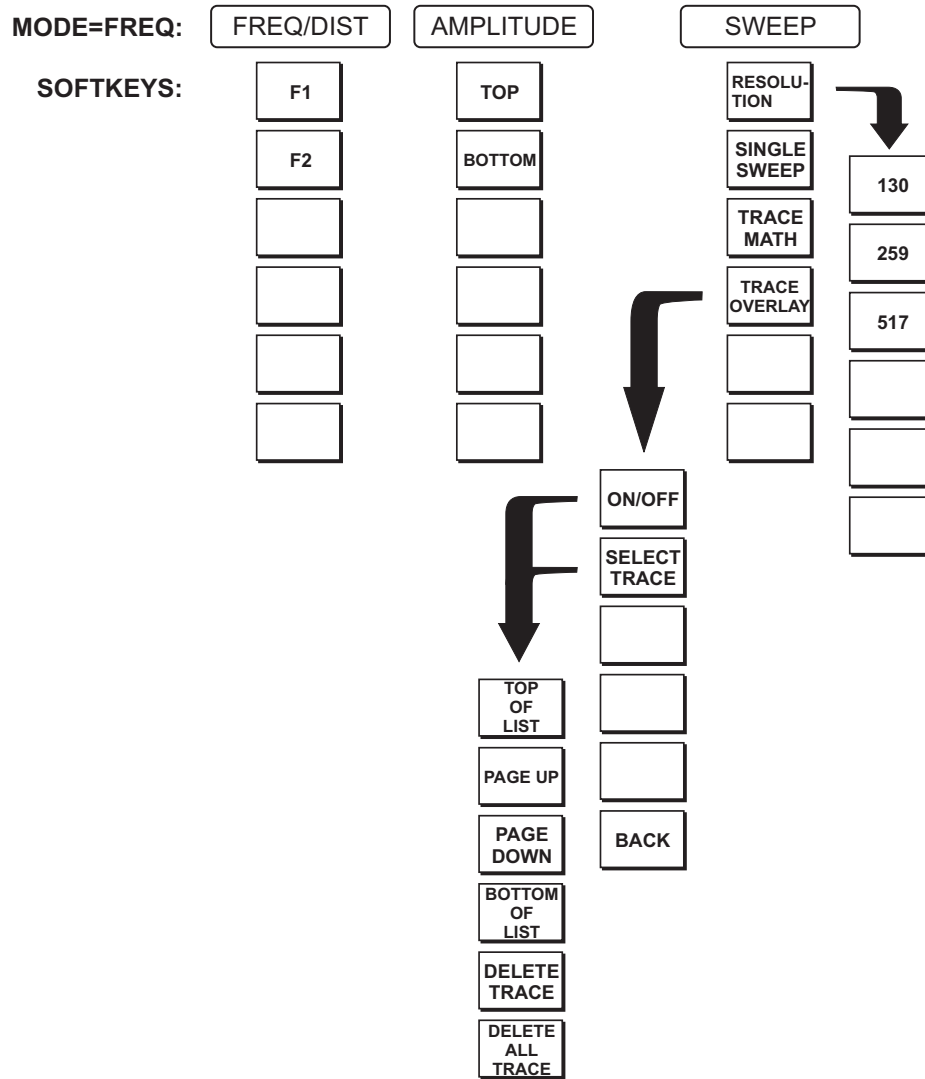 MODE=FREQ:
FREQ/DIST
AMPLITUDE
SWEEP
SOFTKEYS:
F1
F2
TOP
BOTTOM
RESOLU-
TION
SINGLE
SWEEP
TRACE
MATH
TRACE
OVERLAY
130
259
517
ON/OFF
SELECT
TRACE
BACK
TOP
OF
LIST
PAGE UP
PAGE
DOWN
BOTTOM
OF
LIST
DELETE
TRACE
DELETE
ALL
TRACE